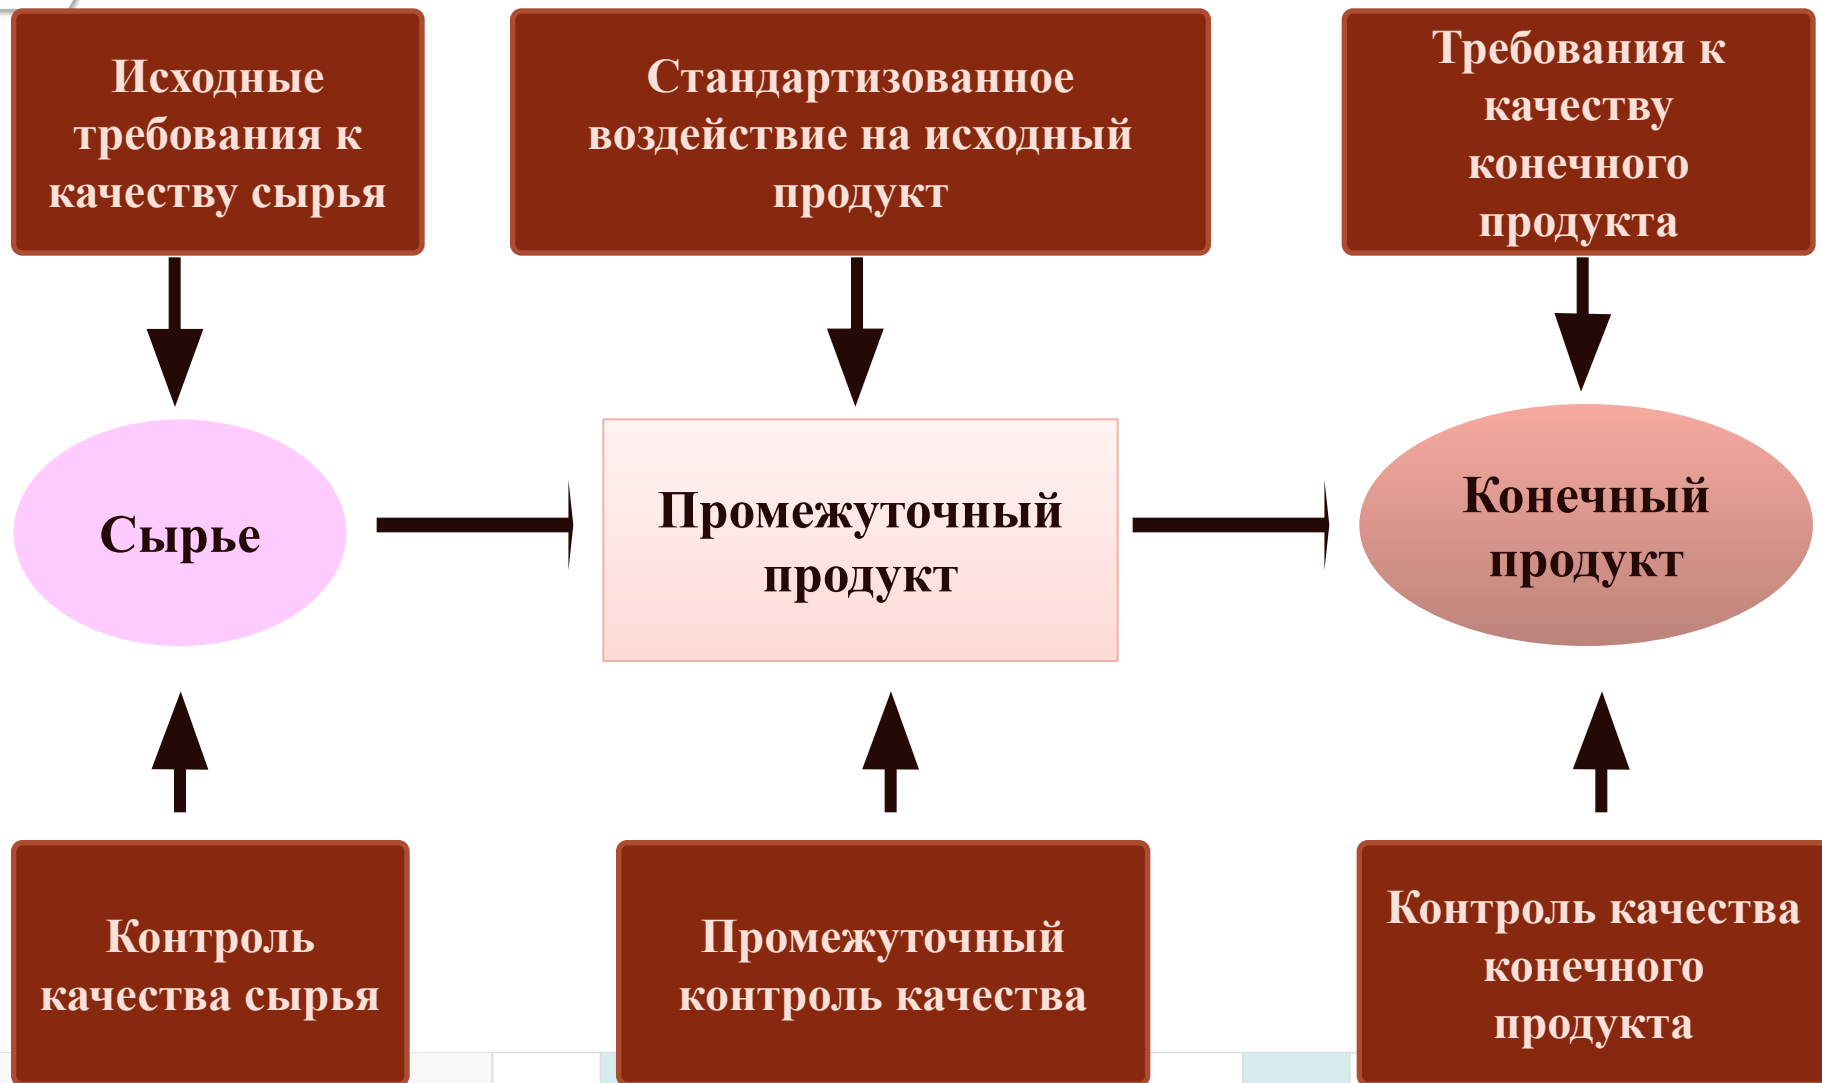 Исходные
требования к
качеству сырья
Стандартизованное
воздействие на исходный
продукт
Требования к
качеству
конечного
продукта
Сырье
Промежуточный
продукт
Конечный
продукт
Контроль
качества сырья
Промежуточный
контроль качества
Контроль качества
конечного
продукта